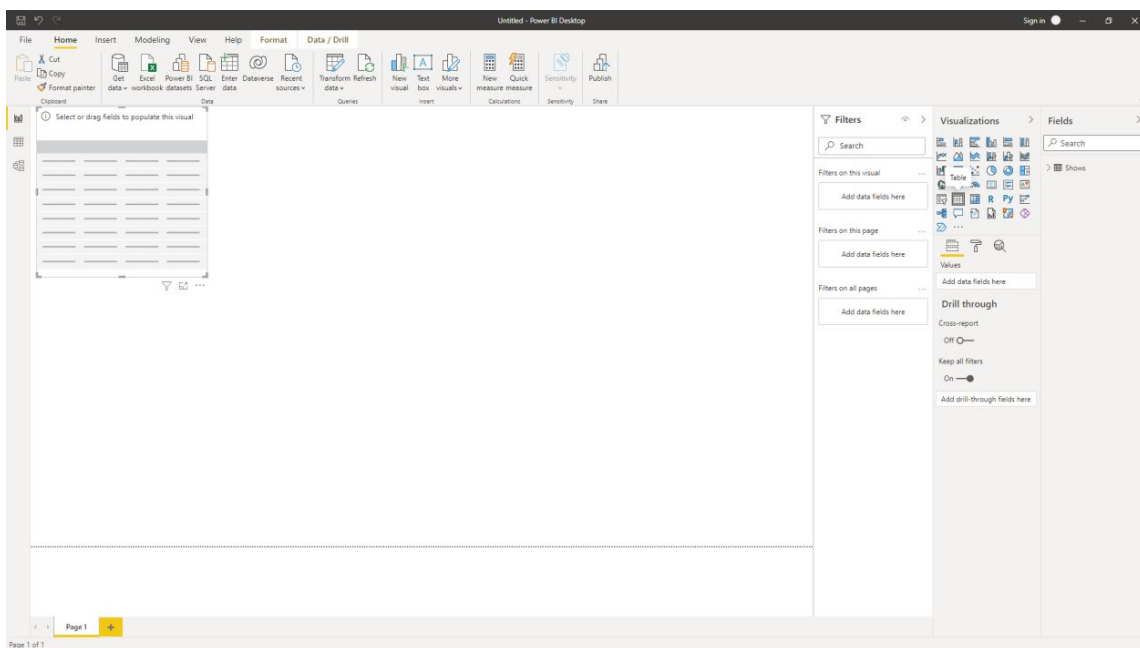 Untitled - Power BI Desktop
Sign in
File Home Insert Modeling View Help Format Data / Drill
Paste
Cut
Copy
Format painter
Get data
Excel workbook
Power BI datasets
SQL Server
Enter data
Dataverse
Recent sources
Transform data
Refresh
New visual
Text box
More visuals
New measure
Quick measure
Sensitivity
Publish
Clipboard
Data
Queries
Insert
Calculations
Sensitivity
Share
Select or drag fields to populate this visual
Filters
Search
Filters on this visual
Add data fields here
Filters on this page
Add data fields here
Filters on all pages
Add data fields here
Visualizations
Table
R Py
Values
Add data fields here
Drill through
Cross-report
Off
Keep all filters
On
Add drill-through fields here
Fields
Search
Shows
Page 1
Page 1 of 1